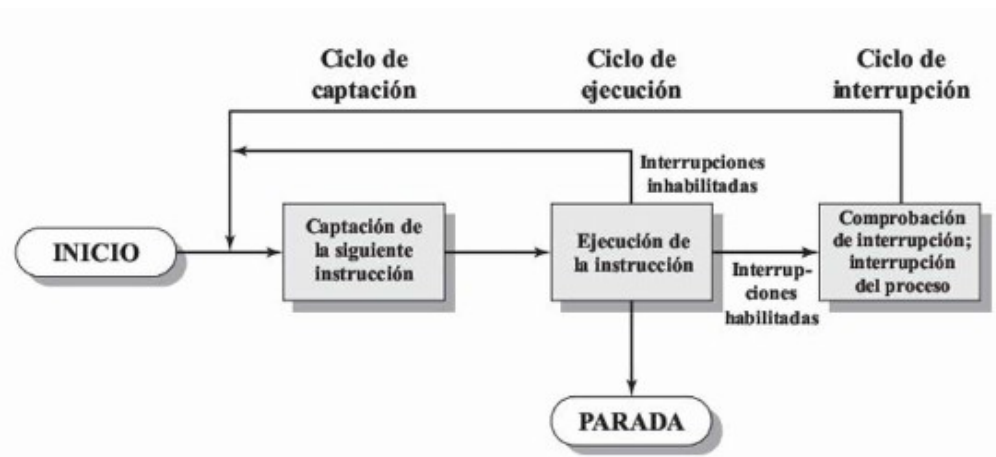 Ciclo de
captación
Ciclo de
ejecución
Ciclo de
interrupción
Interrupciones
inhabilitadas
INICIO
Captación de
la siguiente
instrucción
Ejecución de
la instrucción
Interrup-
ciones
habilitadas
Comprobación
de interrupción;
interrupción
del proceso
PARADA